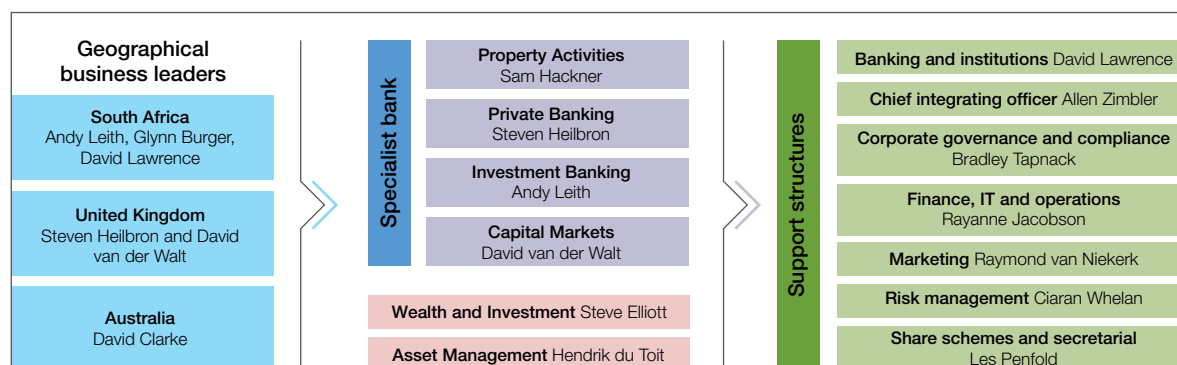 Geographical
business leaders
South Africa
Andy Leith, Glynn Burger,
David Lawrence
United Kingdom
Steven Heilbron and David
van der Walt
Australia
David Clarke
Specialist bank
Property Activities
Sam Hackner
Private Banking
Steven Heilbron
Investment Banking
Andy Leith
Capital Markets
David van der Walt
Wealth and Investment Steve Elliott
Asset Management Hendrik du Toit
Support structures
Banking and institutions David Lawrence
Chief integrating officer Allen Zimbler
Corporate governance and compliance
Bradley Tapnack
Finance, IT and operations
Rayanne Jacobson
Marketing Raymond van Niekerk
Risk management Ciaran Whelan
Share schemes and secretarial
Les Penfold